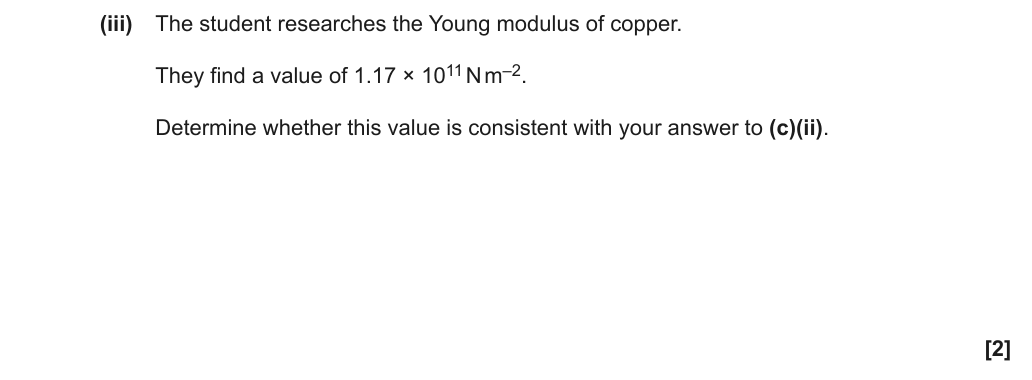 (iii) The student researches the Young modulus of copper.
They find a value of 1.17 × 10¹¹ N m⁻².
Determine whether this value is consistent with your answer to (c)(ii).
[2]